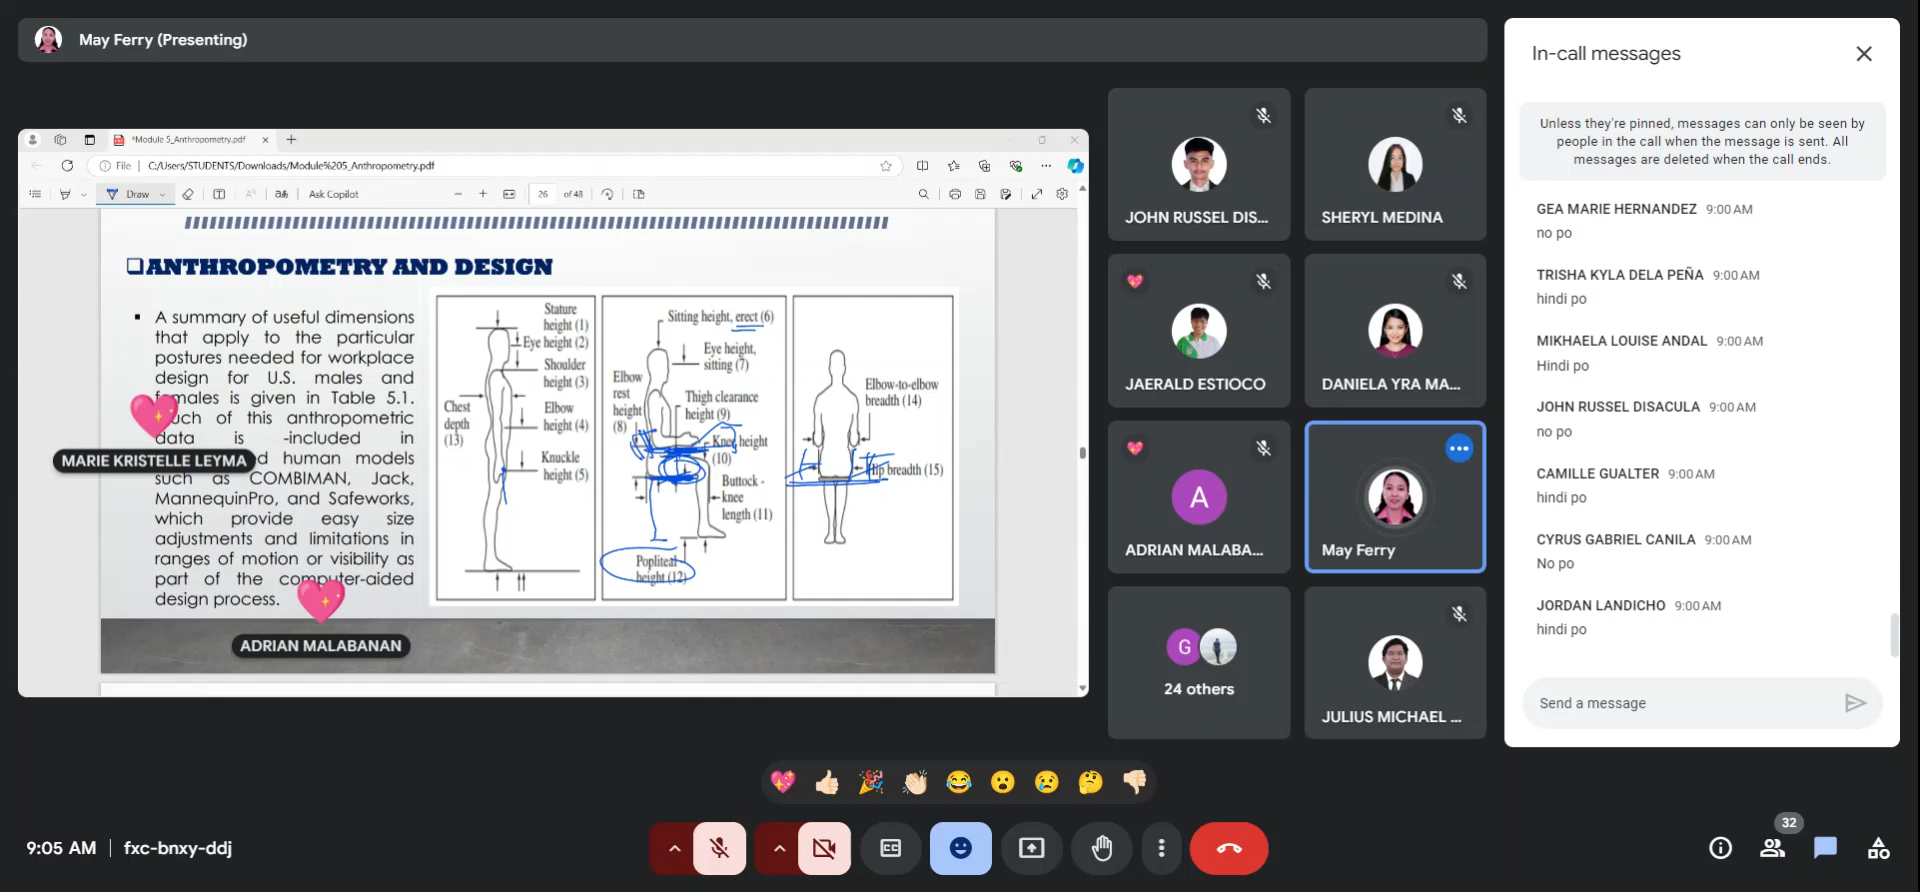 May Ferry (Presenting)
*Module 5_Anthropometry.pdf
File | C:/Users/STUDENTS/Downloads/Module%205_Anthropometry.pdf
Draw
Ask Copilot
26 of 48
ANTHROPOMETRY AND DESIGN
A summary of useful dimensions
that apply to the particular
postures needed for workplace
design for U.S. males and
females is given in Table 5.1.
uch of this anthropometric
data is -included in
d human models
such as COMBIMAN, Jack,
MannequinPro, and Safeworks,
which provide easy size
adjustments and limitations in
ranges of motion or visibility as
part of the computer-aided
design process.
MARIE KRISTELLE LEYMA
ADRIAN MALABANAN
Stature
height (1)
Eye height (2)
Shoulder
height (3)
Chest
depth
(13)
Elbow
height (4)
Knuckle
height (5)
Sitting height, erect (6)
Eye height,
sitting (7)
Elbow
rest
height
(8)
Thigh clearance
height (9)
Knee height
(10)
Buttock -
knee
length (11)
Popliteal
height (12)
Elbow-to-elbow
breadth (14)
Hip breadth (15)
JOHN RUSSEL DIS...
SHERYL MEDINA
JAERALD ESTIOCO
DANIELA YRA MA...
A
ADRIAN MALABA...
May Ferry
G
24 others
JULIUS MICHAEL ...
In-call messages
Unless they're pinned, messages can only be seen by
people in the call when the message is sent. All
messages are deleted when the call ends.
GEA MARIE HERNANDEZ 9:00 AM
no po
TRISHA KYLA DELA PEÑA 9:00 AM
hindi po
MIKHAELA LOUISE ANDAL 9:00 AM
Hindi po
JOHN RUSSEL DISACULA 9:00 AM
no po
CAMILLE GUALTER 9:00 AM
hindi po
CYRUS GABRIEL CANILA 9:00 AM
No po
JORDAN LANDICHO 9:00 AM
hindi po
Send a message
9:05 AM | fxc-bnxy-ddj
32